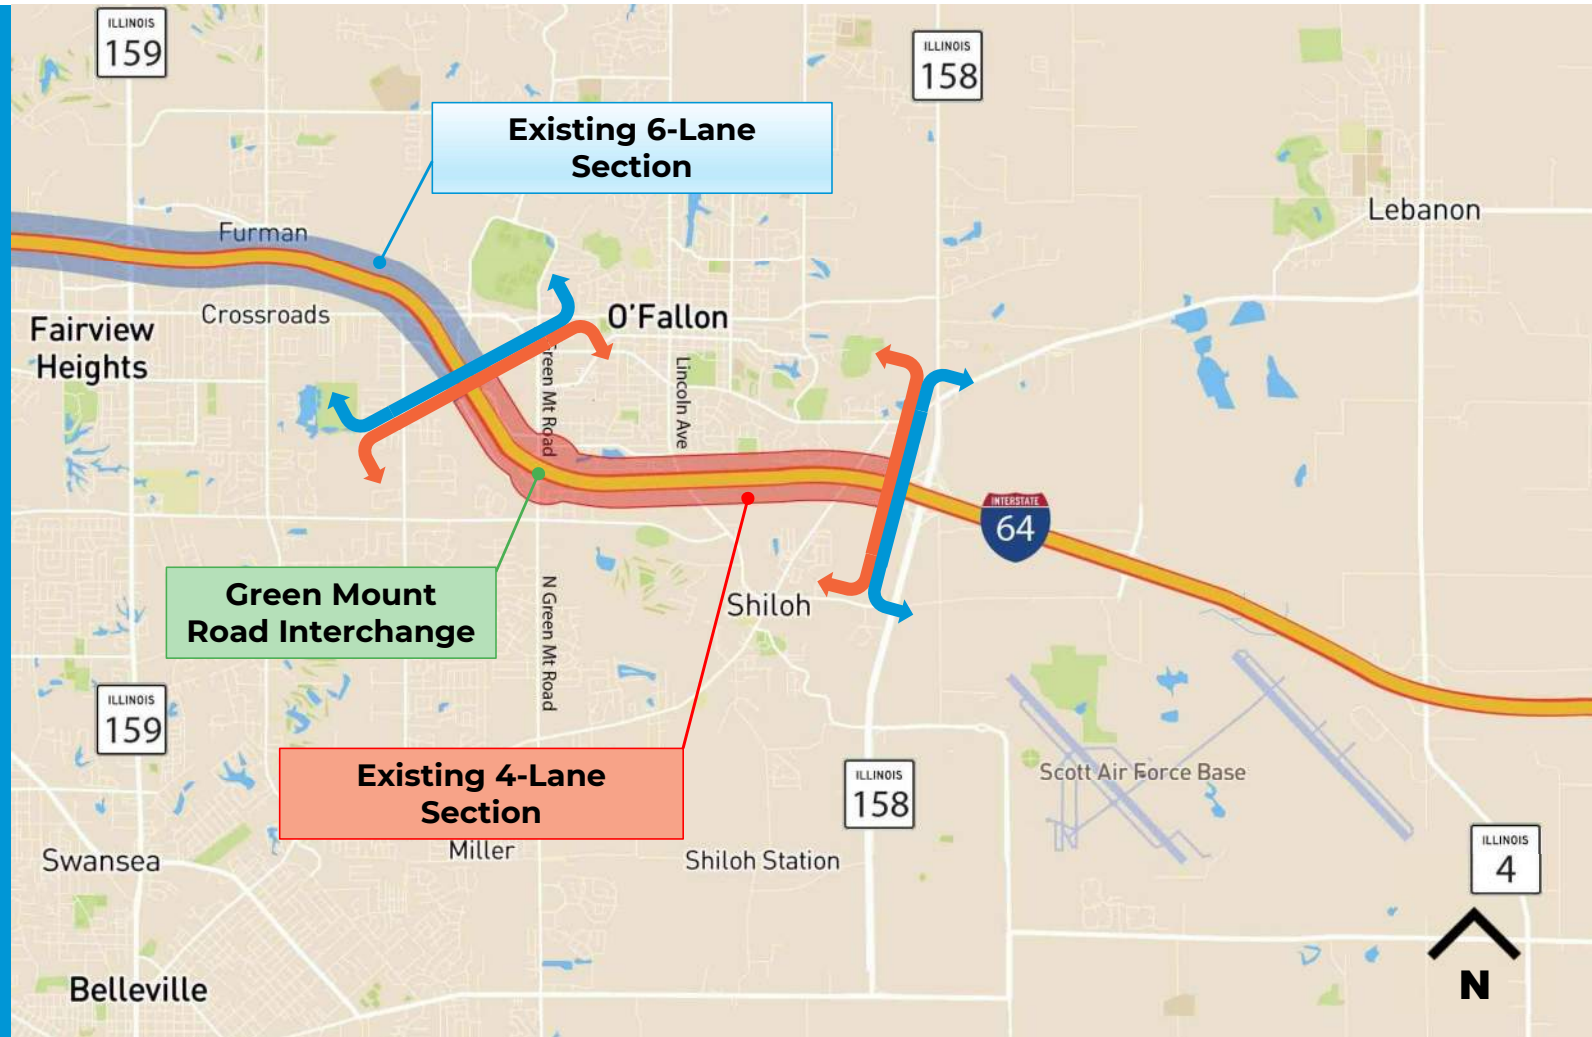 ILLINOIS
159
ILLINOIS
158
Existing 6-Lane
Section
Lebanon
Furman
Crossroads
O'Fallon
Fairview
Heights
Green Mt Road
Lincoln Ave
INTERSTATE
64
Green Mount
Road Interchange
N Green Mt Road
Shiloh
ILLINOIS
159
Existing 4-Lane
Section
ILLINOIS
158
Scott Air Force Base
Miller
Swansea
Shiloh Station
ILLINOIS
4
Belleville
N